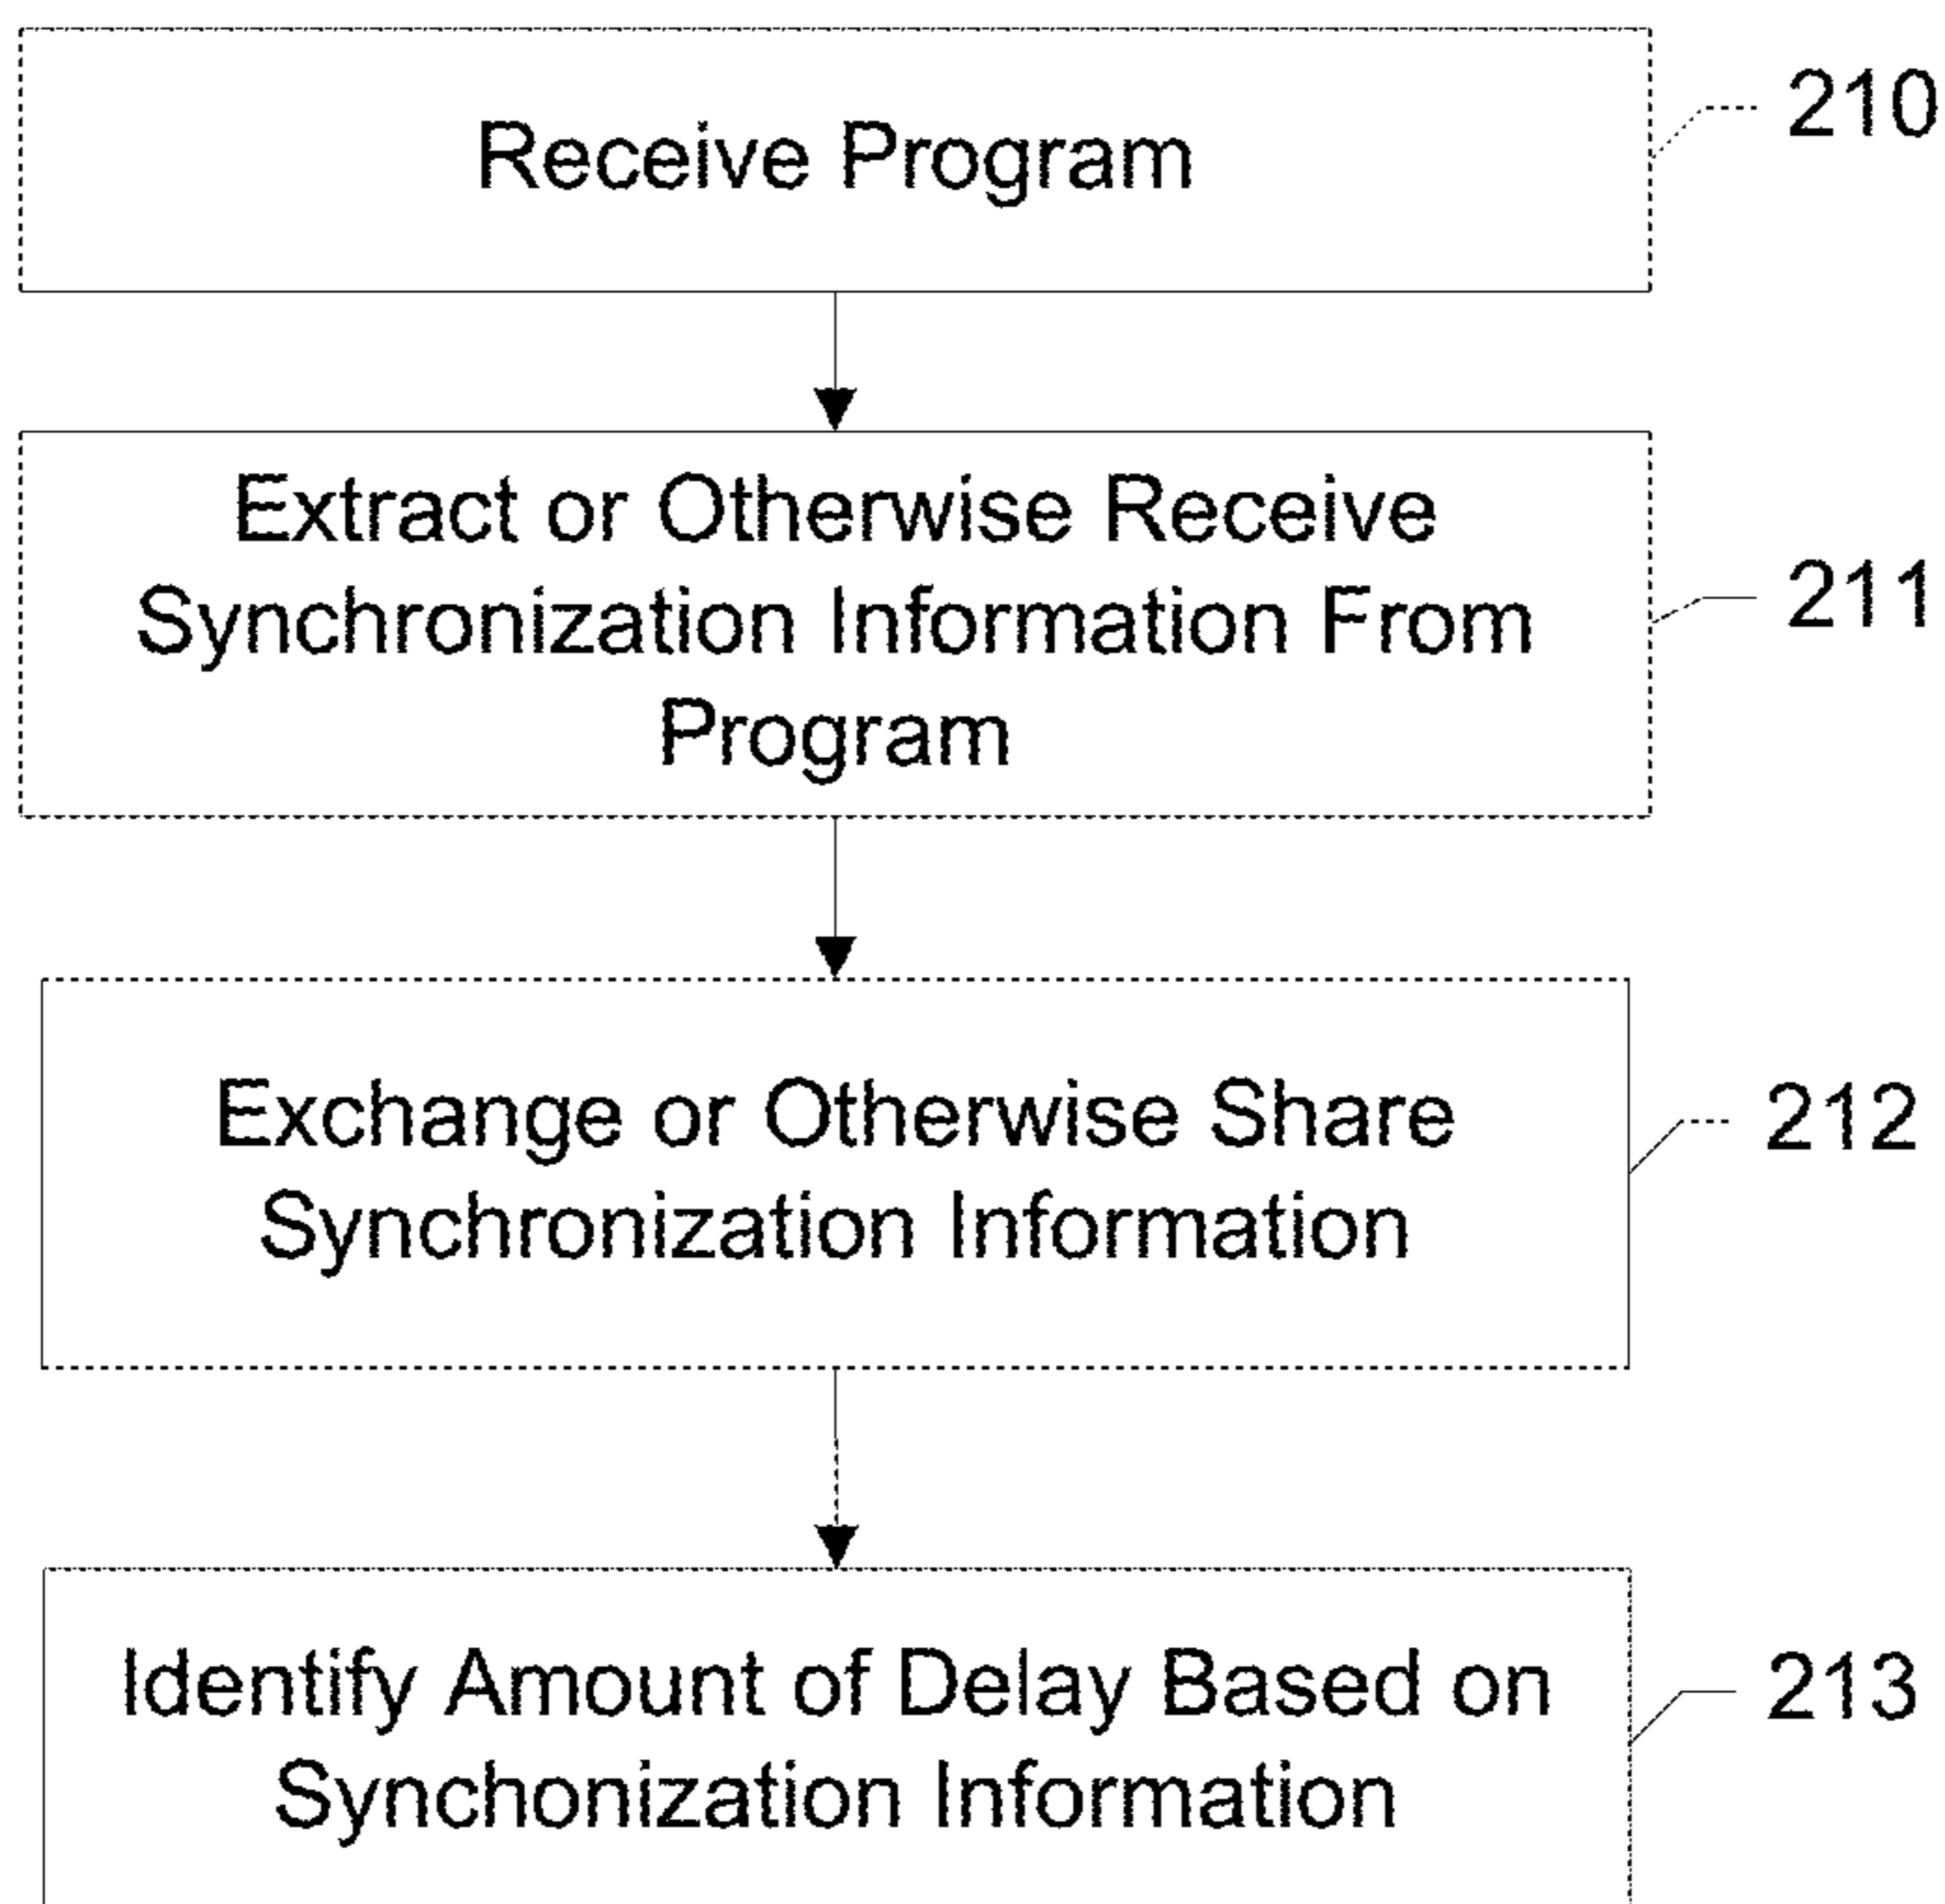 Receive Program
210
Extract or Otherwise Receive
Synchronization Information From
Program
211
Exchange or Otherwise Share
Synchronization Information
212
Identify Amount of Delay Based on
Synchonization Information
213